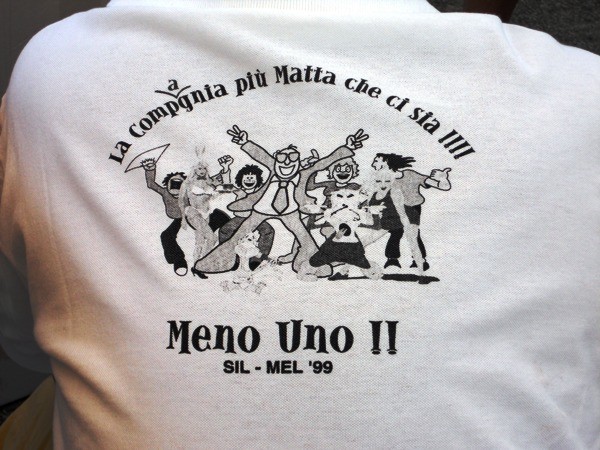 La Compagnia più Matta che ci sia !!!!
Meno Uno !!
SIL - MEL '99